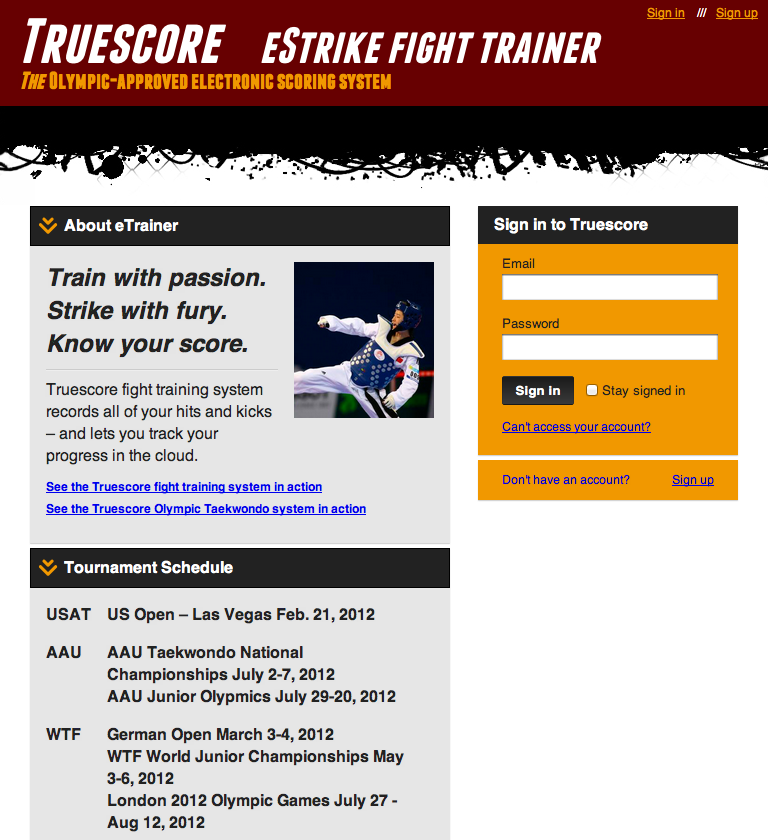 Sign in /// Sign up
Truescore eStrike fight trainer
The Olympic-approved electronic scoring system
About eTrainer
Train with passion.
Strike with fury.
Know your score.
Truescore fight training system
records all of your hits and kicks
– and lets you track your
progress in the cloud.
See the Truescore fight training system in action
See the Truescore Olympic Taekwondo system in action
Tournament Schedule
USAT US Open – Las Vegas Feb. 21, 2012
AAU AAU Taekwondo National
Championships July 2-7, 2012
AAU Junior Olypmics July 29-20, 2012
WTF German Open March 3-4, 2012
WTF World Junior Championships May
3-6, 2012
London 2012 Olympic Games July 27 -
Aug 12, 2012
Sign in to Truescore
Email
Password
Sign in Stay signed in
Can't access your account?
Don't have an account? Sign up